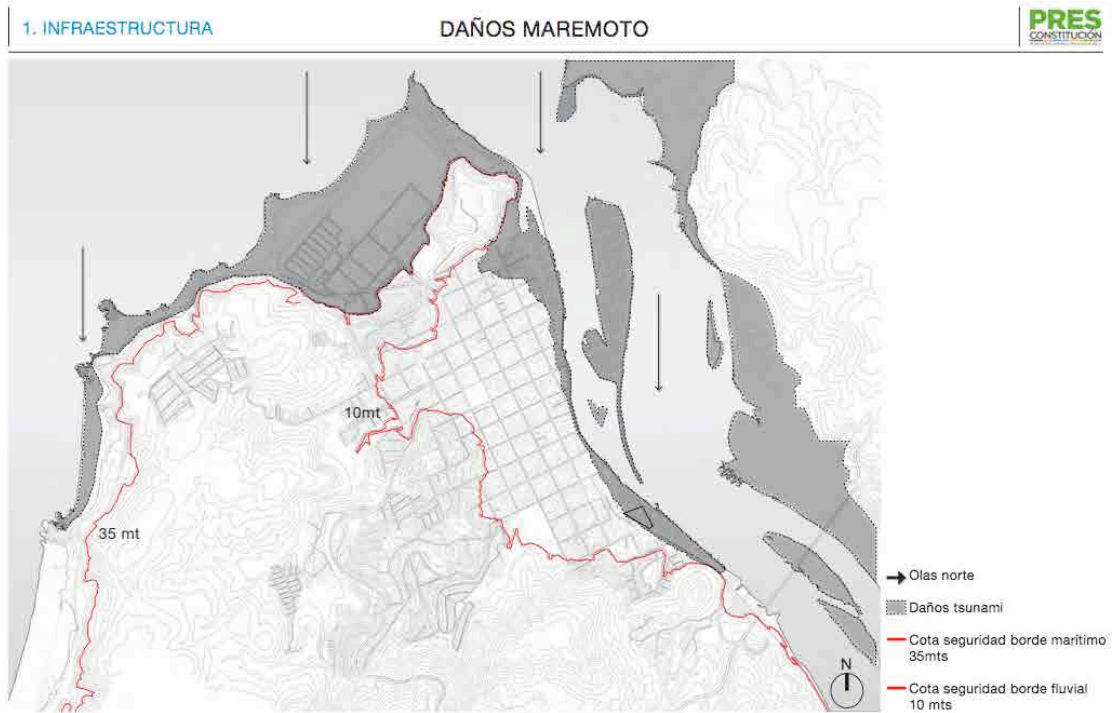 1. INFRAESTRUCTURA
DAÑOS MAREMOTO
PRES
CONSTITUCIÓN
10mt
35 mt
Olas norte
Daños tsunami
Cota seguridad borde marítimo
35mts
Cota seguridad borde fluvial
10 mts
N